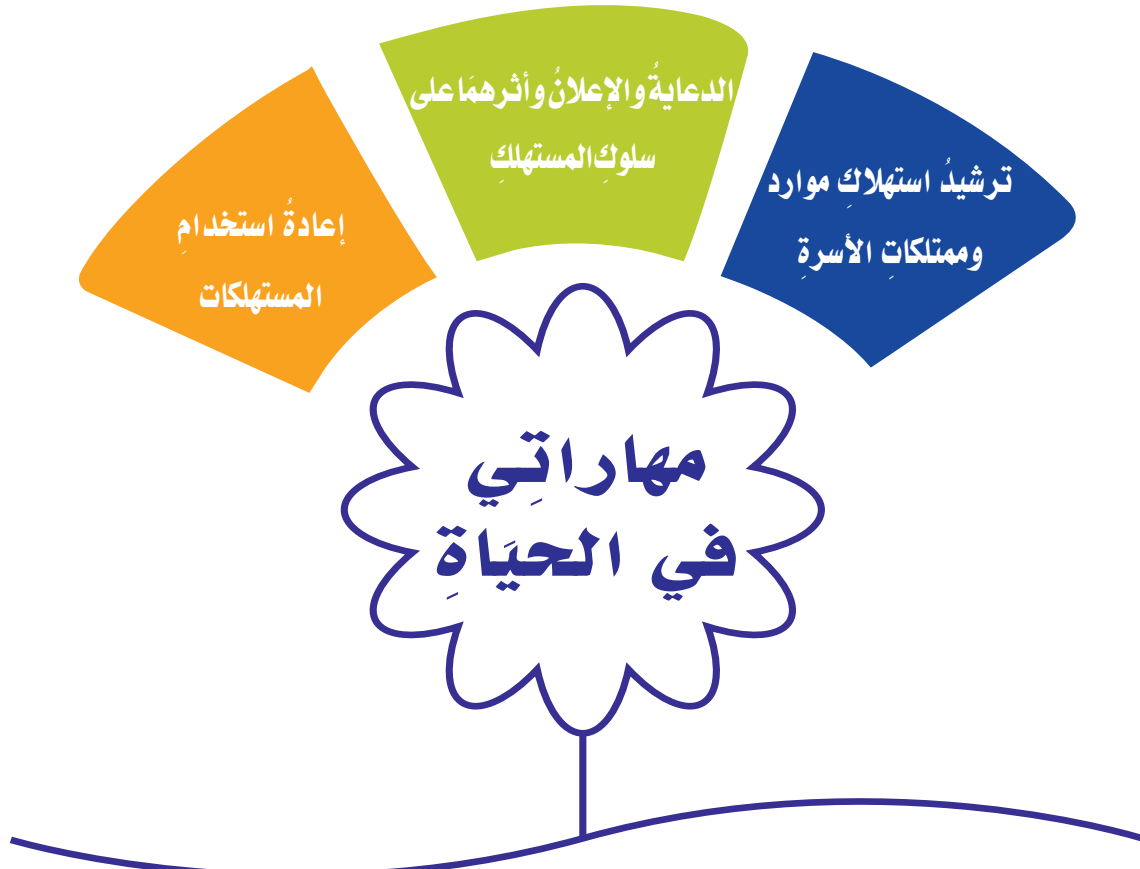 ترشيدُ استهلاكِ موارد
وممتلكاتِ الأسرةِ
الدعايةُ والإعلانُ وأثرهمَا على
سلوكِ المستهلكِ
إعادةُ استخدامِ
المستهلكات
مهاراتِي
في الحيَاةِ